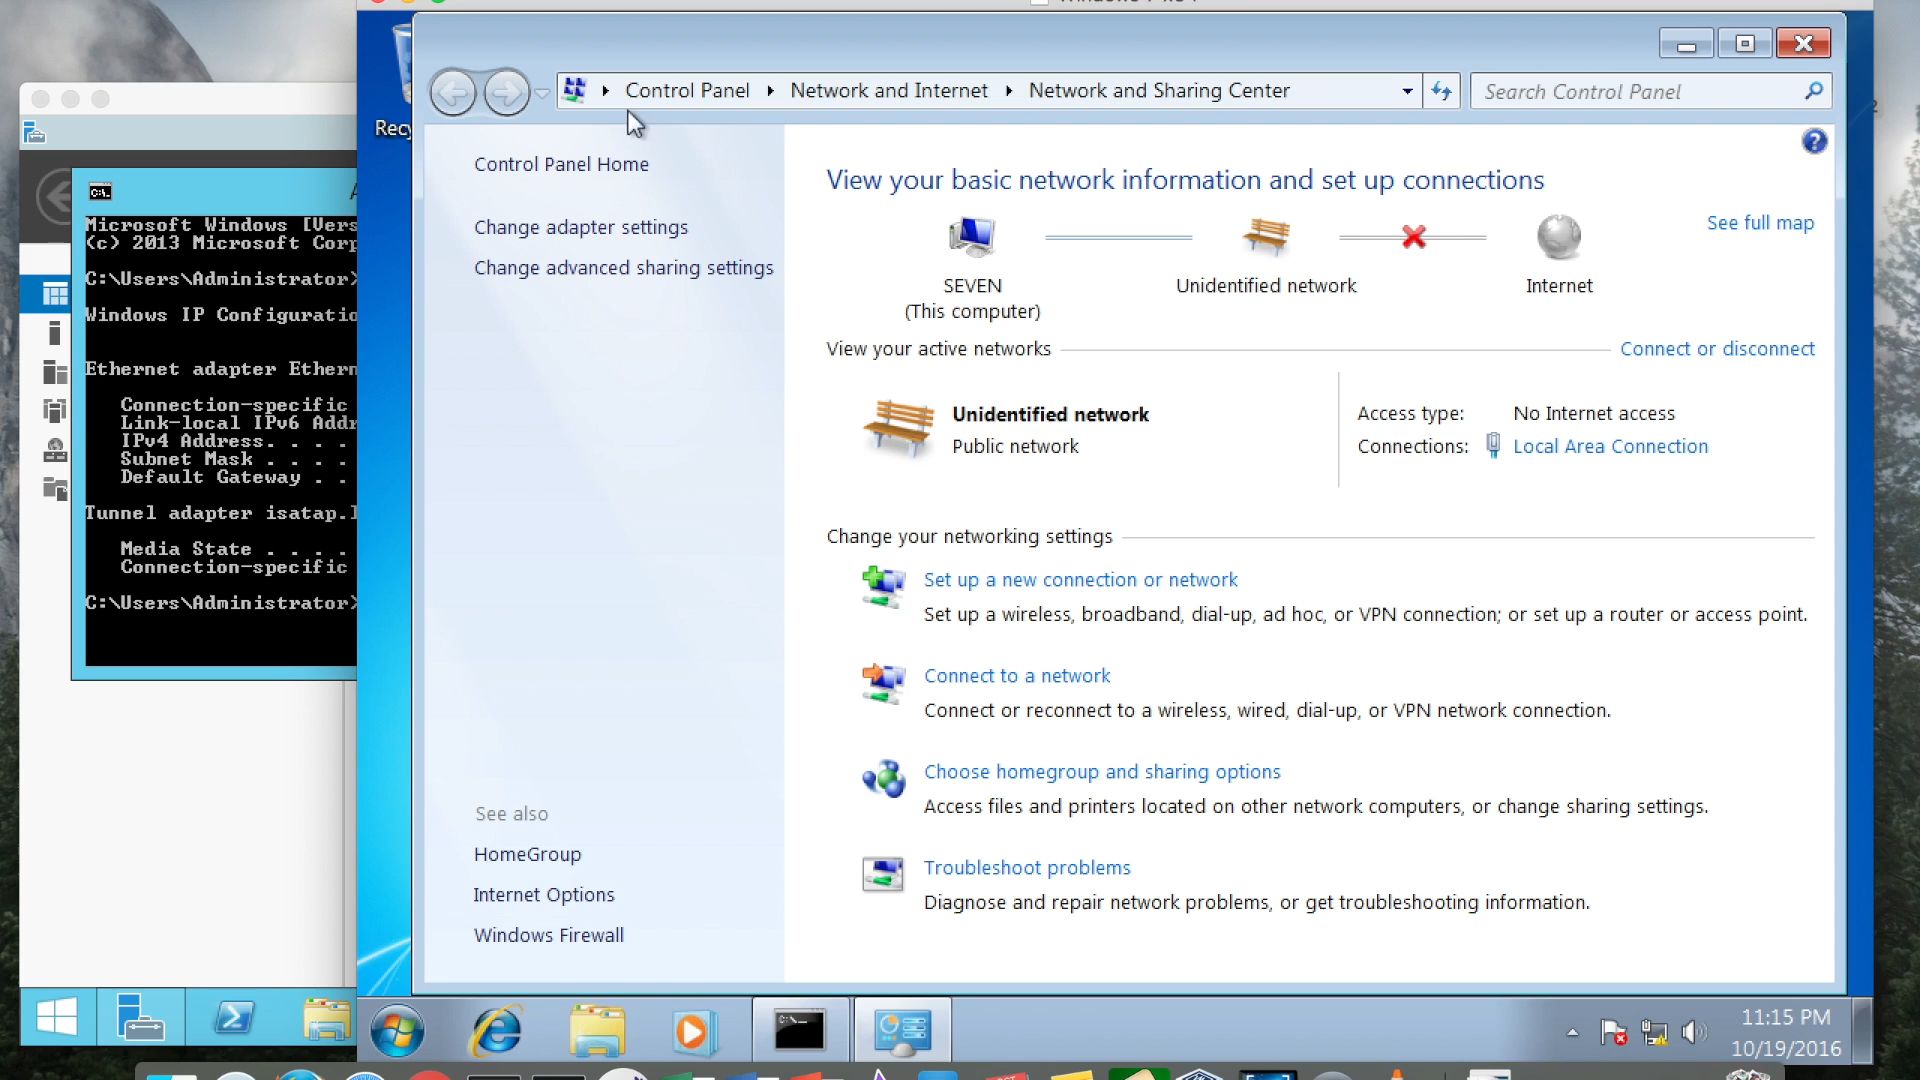 Control Panel
Network and Internet
Network and Sharing Center
Search Control Panel
Control Panel Home
Change adapter settings
Change advanced sharing settings
See also
HomeGroup
Internet Options
Windows Firewall
View your basic network information and set up connections
See full map
SEVEN
(This computer)
Unidentified network
Internet
View your active networks
Connect or disconnect
Unidentified network
Public network
Access type:
No Internet access
Connections:
Local Area Connection
Change your networking settings
Set up a new connection or network
Set up a wireless, broadband, dial-up, ad hoc, or VPN connection; or set up a router or access point.
Connect to a network
Connect or reconnect to a wireless, wired, dial-up, or VPN network connection.
Choose homegroup and sharing options
Access files and printers located on other network computers, or change sharing settings.
Troubleshoot problems
Diagnose and repair network problems, or get troubleshooting information.
Microsoft Windows [Vers
(c) 2013 Microsoft Corp
C:\Users\Administrator>
Windows IP Configuratio
Ethernet adapter Ethern
Connection-specific
Link-local IPv6 Addr
IPv4 Address. . . .
Subnet Mask . . . .
Default Gateway . .
Tunnel adapter isatap.
Media State . . . .
Connection-specific
C:\Users\Administrator>
Recy
11:15 PM
10/19/2016